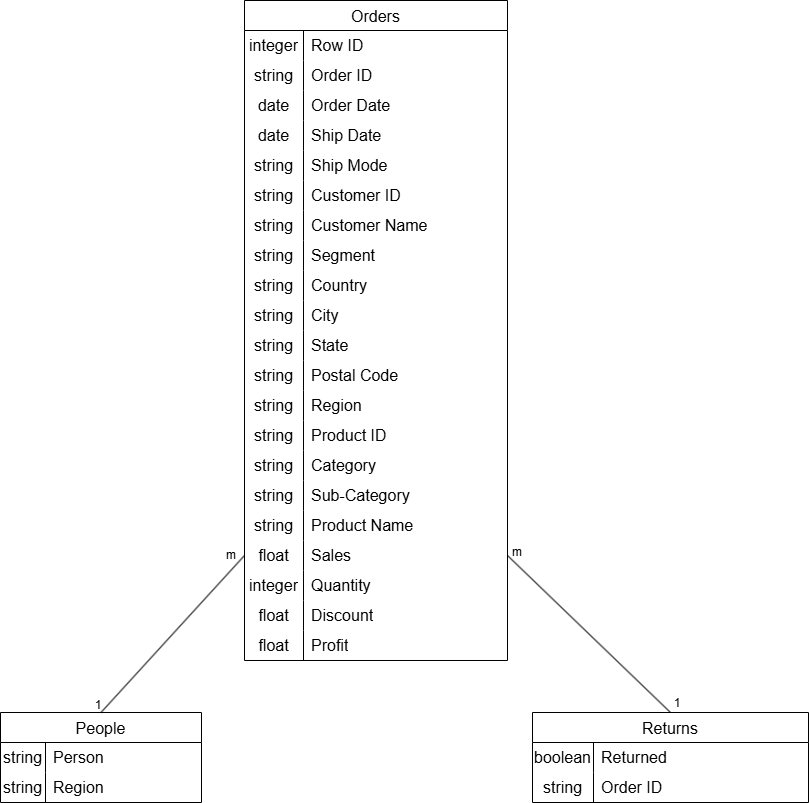 Orders
integer Row ID
string Order ID
date Order Date
date Ship Date
string Ship Mode
string Customer ID
string Customer Name
string Segment
string Country
string City
string State
string Postal Code
string Region
string Product ID
string Category
string Sub-Category
string Product Name
m float Sales m
integer Quantity
float Discount
float Profit
1 1
People Returns
string Person boolean Returned
string Region string Order ID